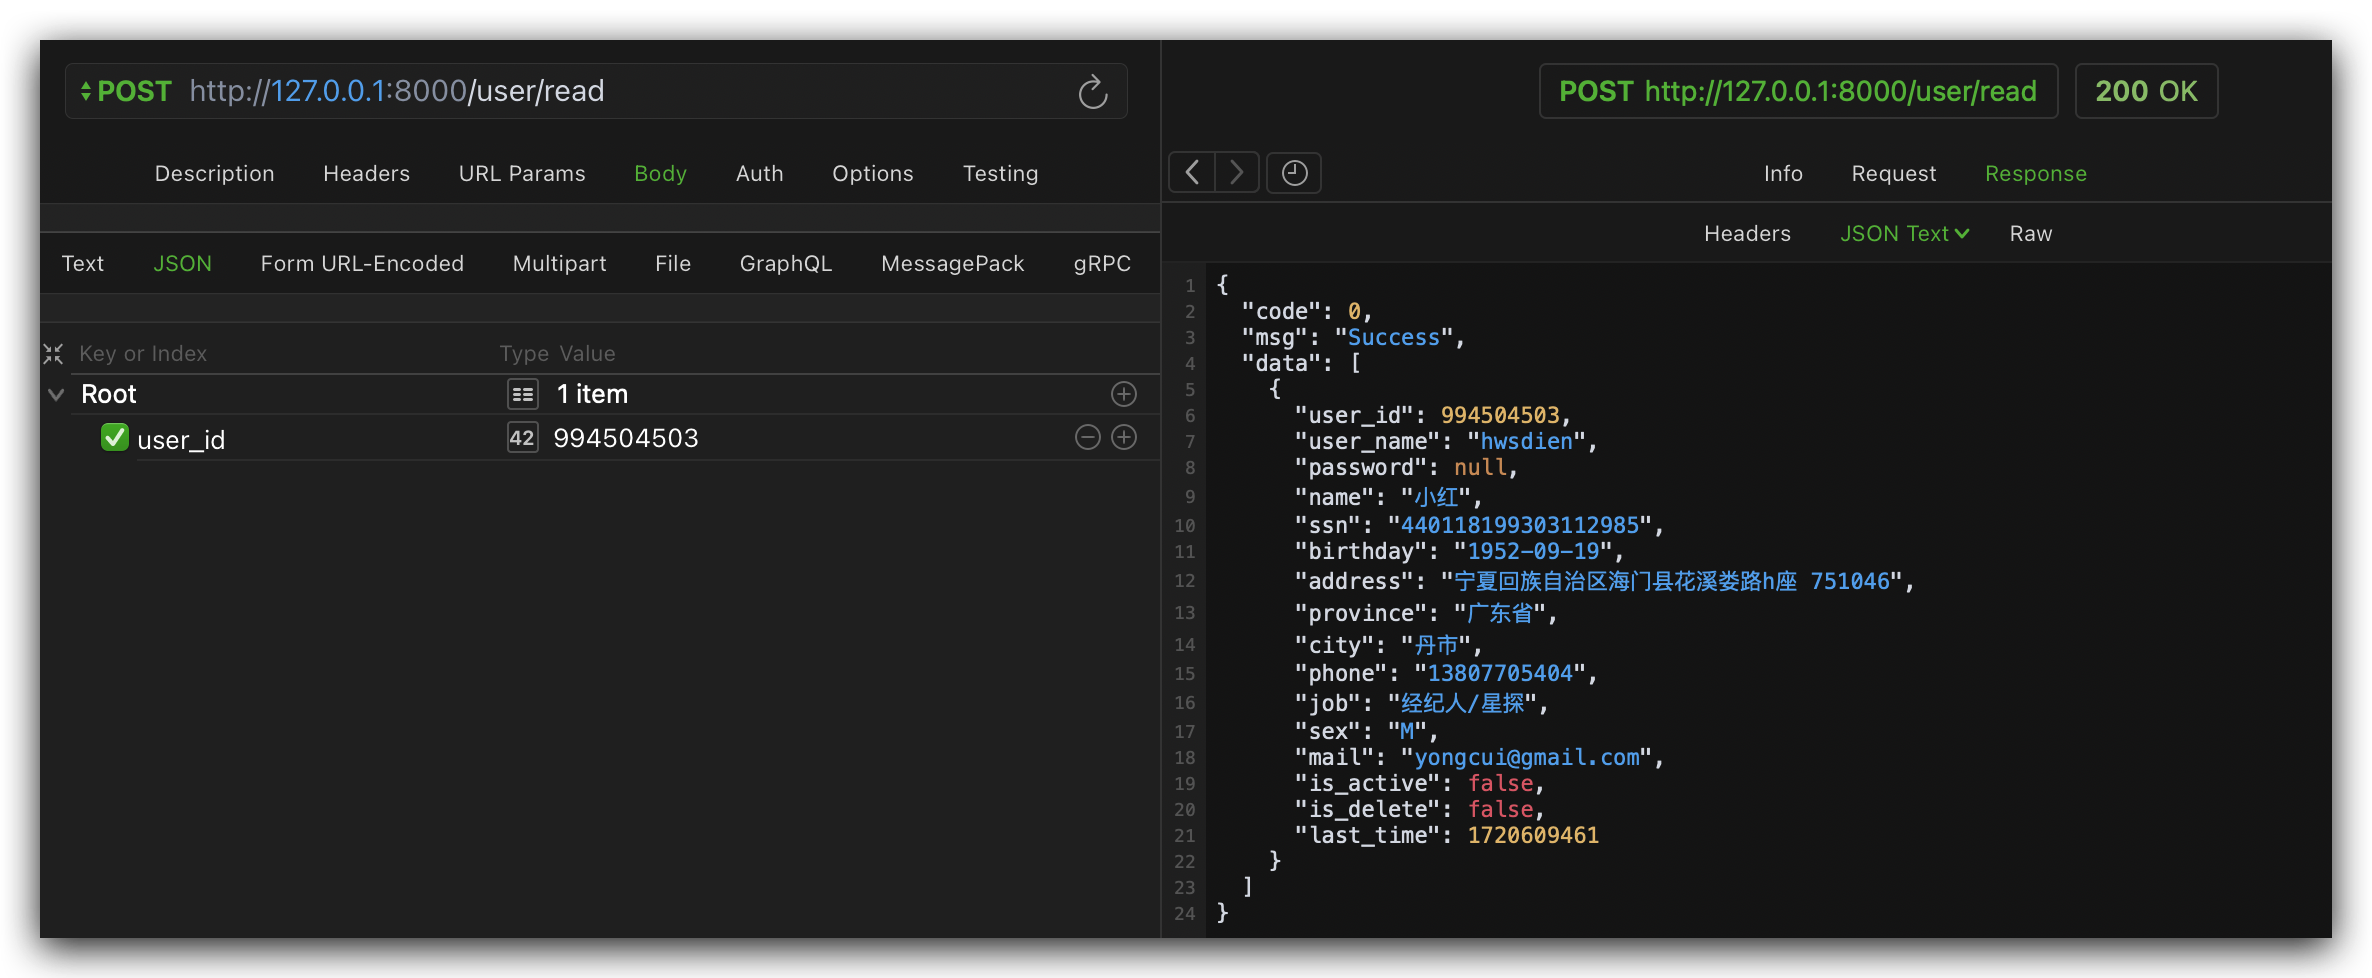 POST http://127.0.0.1:8000/user/read
Description Headers URL Params Body Auth Options Testing
Text JSON Form URL-Encoded Multipart File GraphQL MessagePack gRPC
Key or Index Type Value
Root 1 item
user_id 42 994504503
POST http://127.0.0.1:8000/user/read 200 OK
Info Request Response
Headers JSON Text Raw
1 {
2 "code": 0,
3 "msg": "Success",
4 "data": [
5 {
6 "user_id": 994504503,
7 "user_name": "hwsdien",
8 "password": null,
9 "name": "小红",
10 "ssn": "440118199303112985",
11 "birthday": "1952-09-19",
12 "address": "宁夏回族自治区海门县花溪娄路h座 751046",
13 "province": "广东省",
14 "city": "丹市",
15 "phone": "13807705404",
16 "job": "经纪人/星探",
17 "sex": "M",
18 "mail": "yongcui@gmail.com",
19 "is_active": false,
20 "is_delete": false,
21 "last_time": 1720609461
22 }
23 ]
24 }